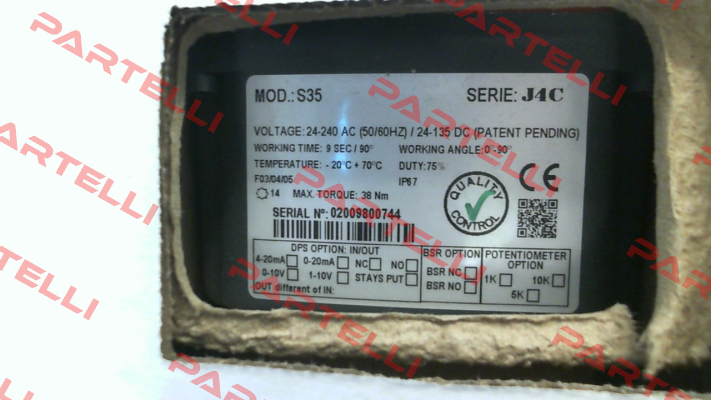 MOD.: S35 SERIE: J4C
VOLTAGE: 24-240 AC (50/60HZ) / 24-135 DC (PATENT PENDING)
WORKING TIME: 9 SEC / 90° WORKING ANGLE: 0°-90°
TEMPERATURE: - 20°C + 70°C DUTY: 75%
F03/04/05 IP67
14 MAX. TORQUE: 38 Nm
QUALITY CONTROL
CE
SERIAL Nº: 02009800744
DPS OPTION: IN/OUT
4-20mA 0-20mA NC NO
0-10V 1-10V STAYS PUT
OUT different of IN:
BSR OPTION
BSR NC
BSR NO
POTENTIOMETER
OPTION
1K 10K
5K
PARTELLI
PARTELLI
PARTELLI
PARTELLI
PARTELLI
PARTELLI
PARTELLI
PARTELLI